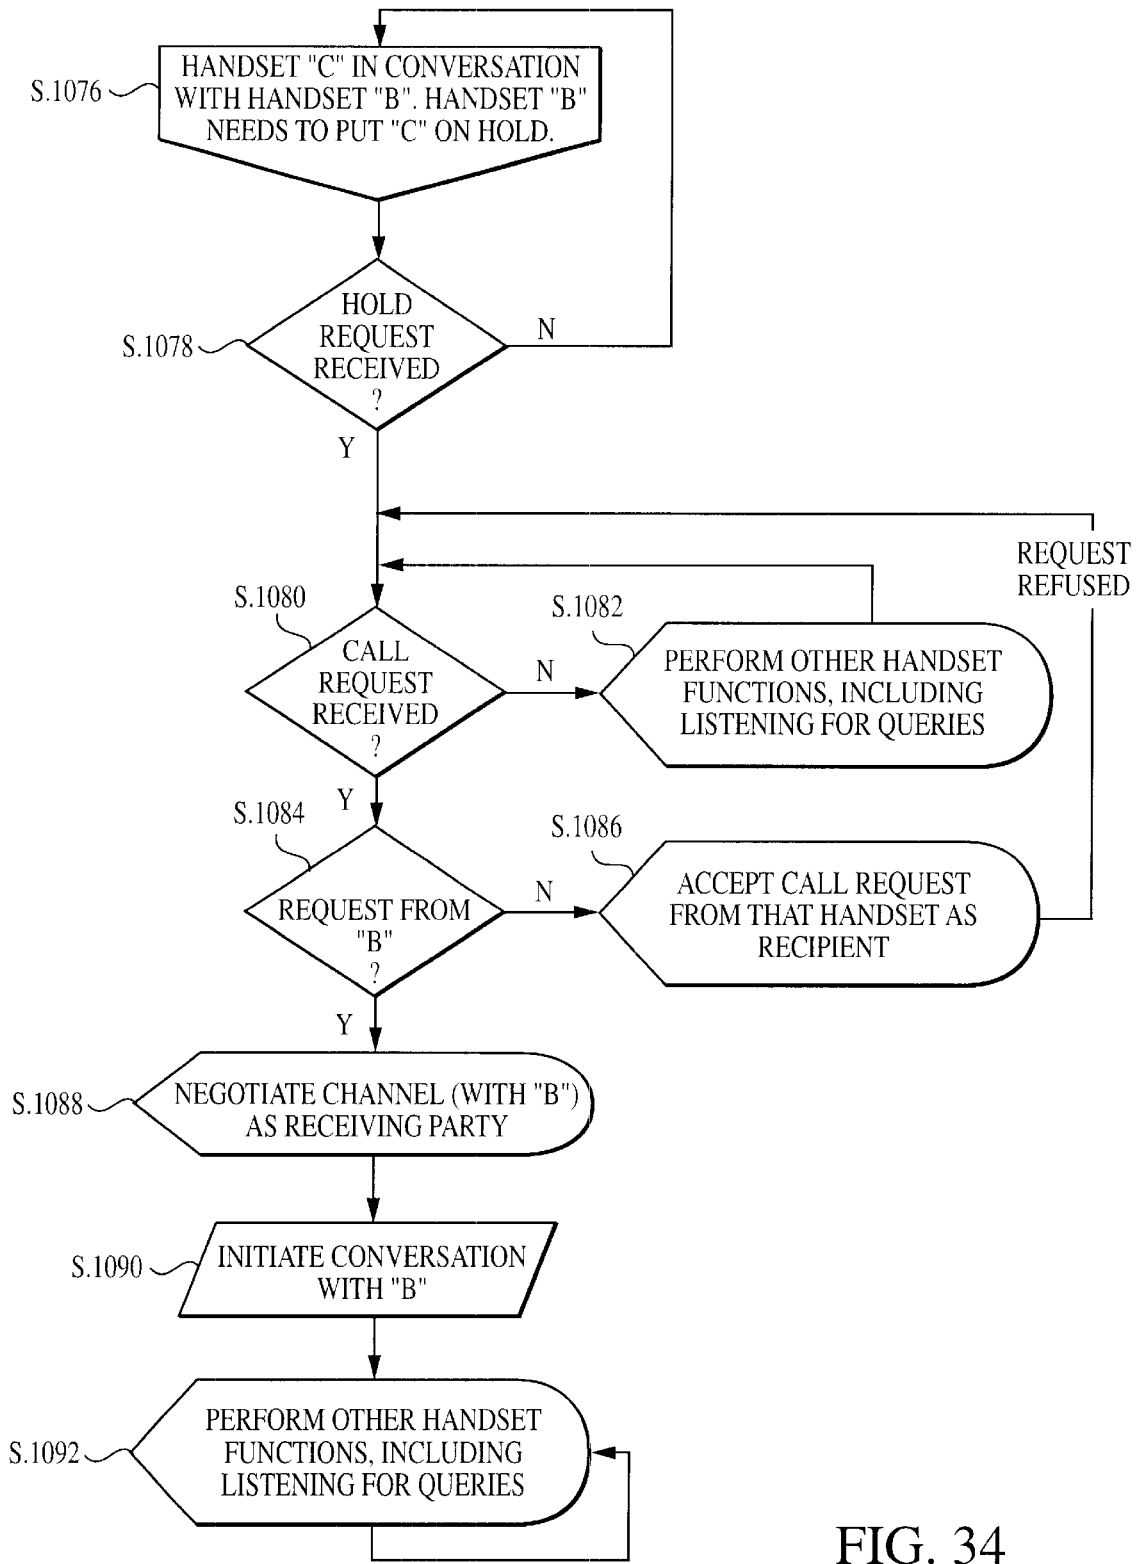 HANDSET "C" IN CONVERSATION
WITH HANDSET "B". HANDSET "B"
NEEDS TO PUT "C" ON HOLD.
S.1076
HOLD
REQUEST
RECEIVED
?
S.1078
N
Y
REQUEST
REFUSED
S.1080
CALL
REQUEST
RECEIVED
?
N
Y
S.1082
PERFORM OTHER HANDSET
FUNCTIONS, INCLUDING
LISTENING FOR QUERIES
S.1084
REQUEST FROM
"B"
?
N
Y
S.1086
ACCEPT CALL REQUEST
FROM THAT HANDSET AS
RECIPIENT
S.1088
NEGOTIATE CHANNEL (WITH "B")
AS RECEIVING PARTY
S.1090
INITIATE CONVERSATION
WITH "B"
S.1092
PERFORM OTHER HANDSET
FUNCTIONS, INCLUDING
LISTENING FOR QUERIES
FIG. 34